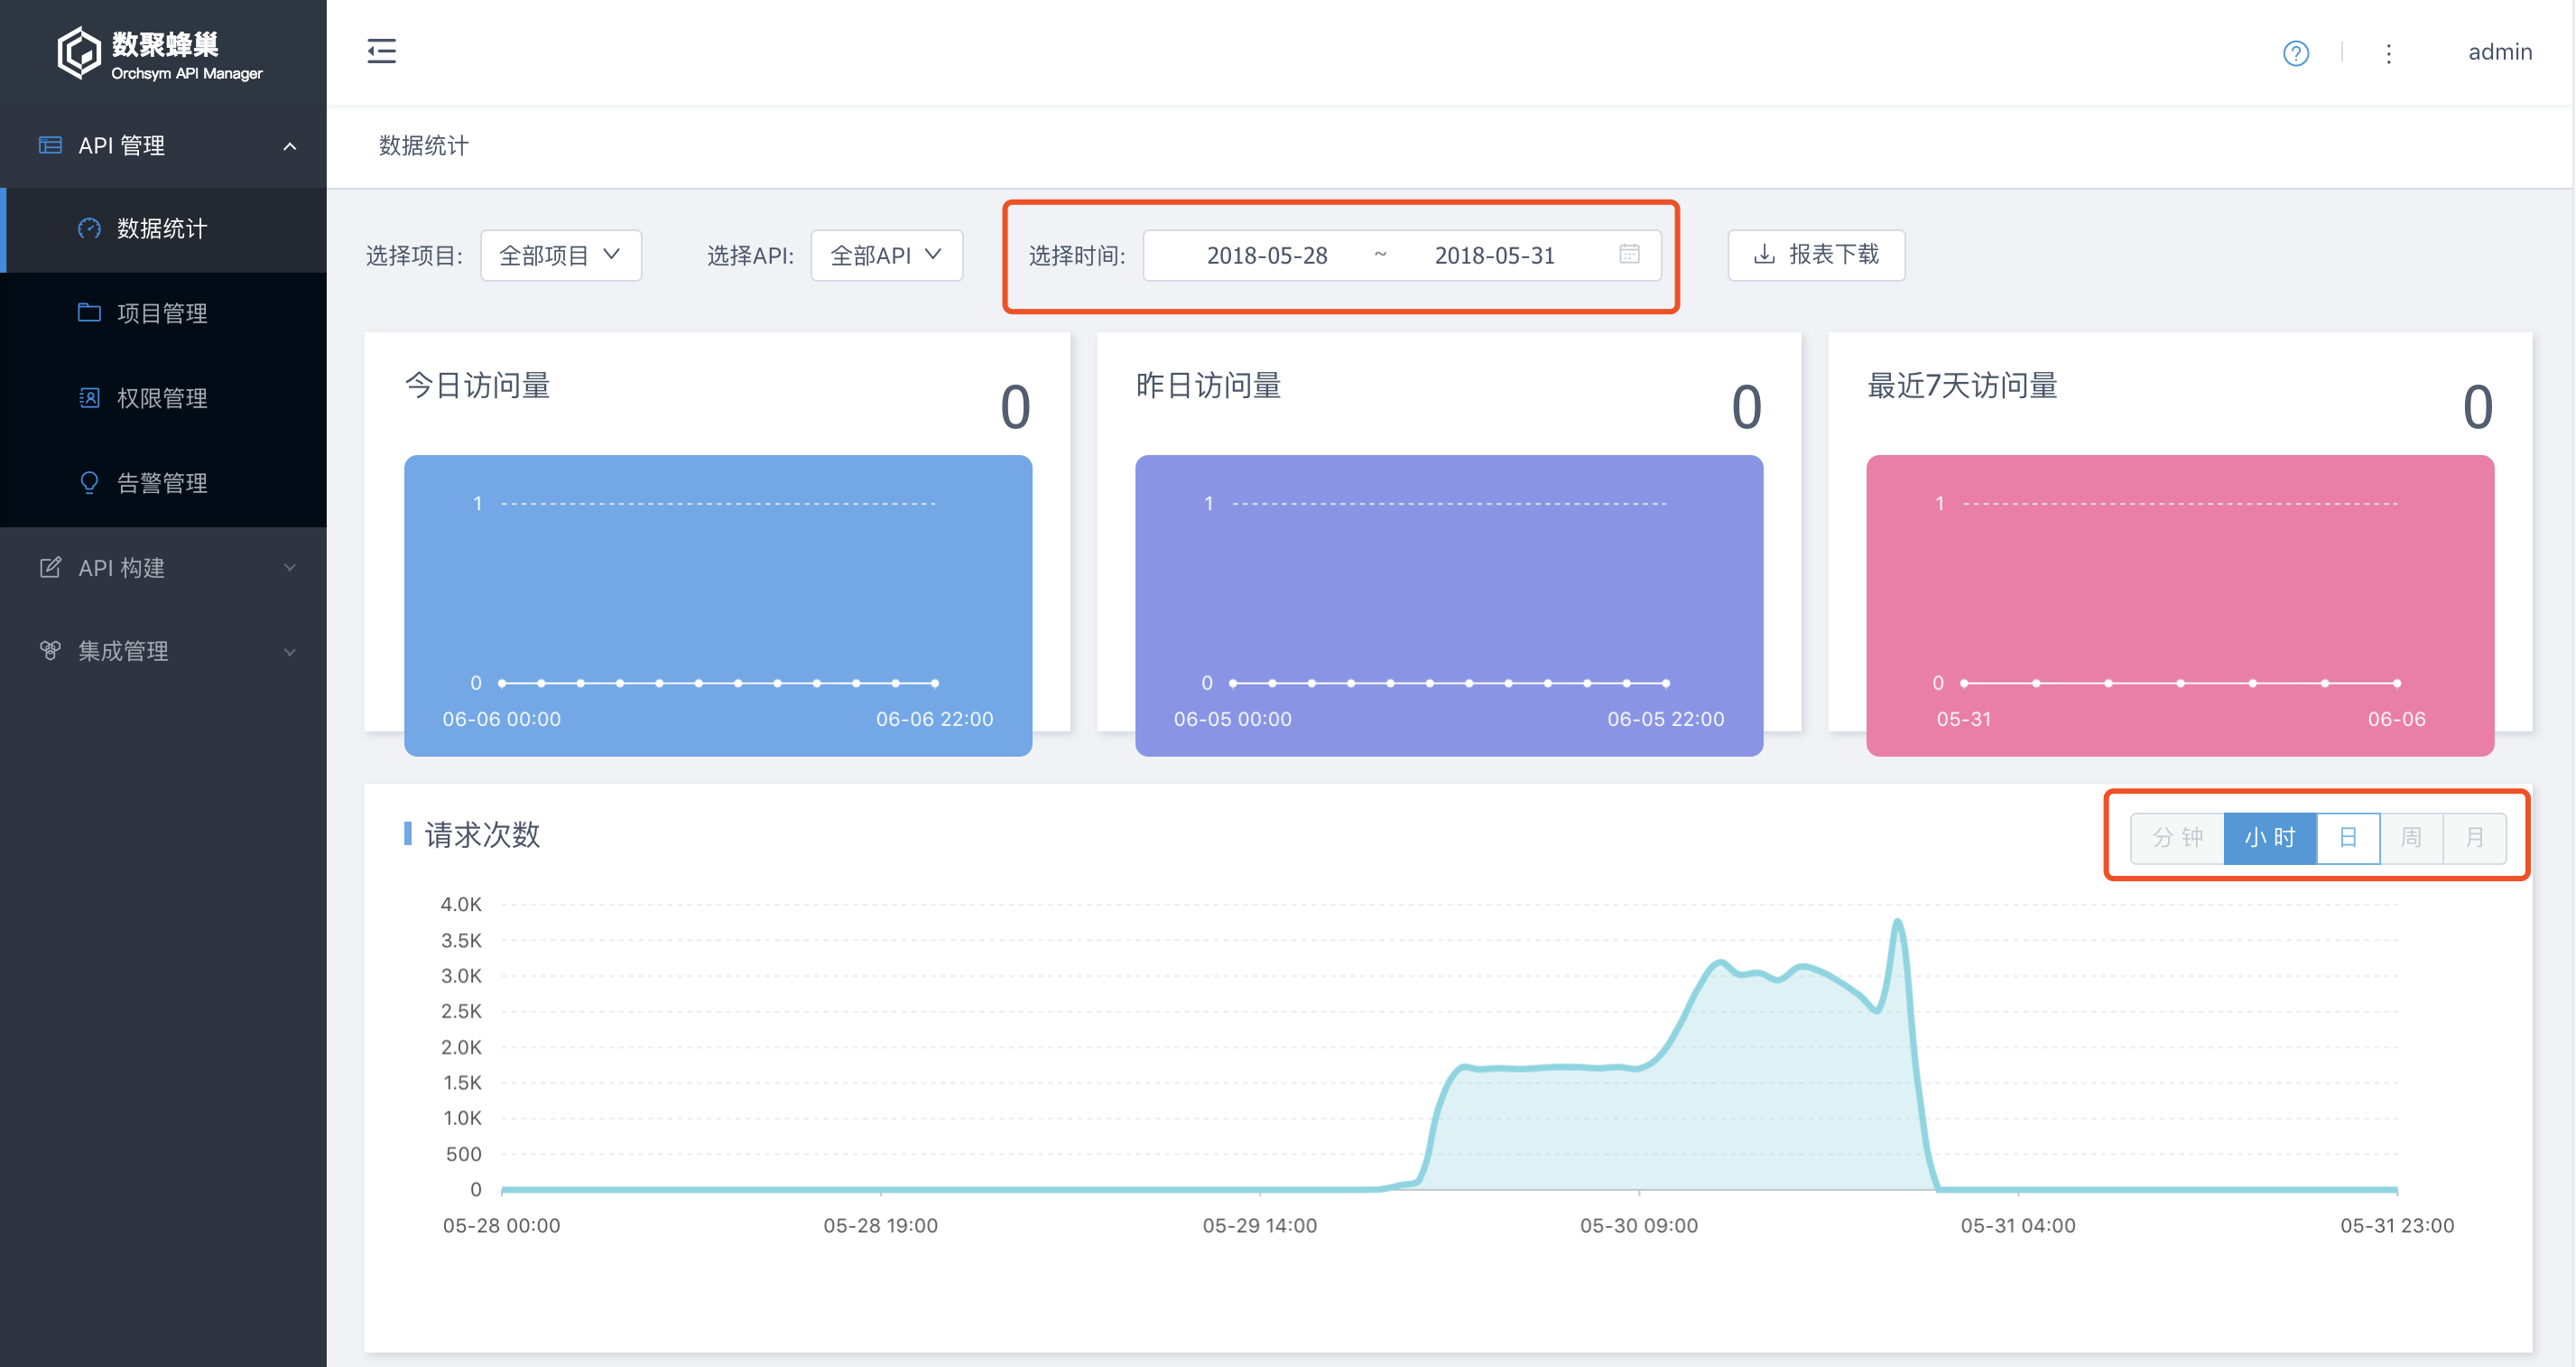 数聚蜂巢
Orchsym API Manager
admin
API 管理
数据统计
项目管理
权限管理
告警管理
API 构建
集成管理
数据统计
选择项目: 全部项目 选择API: 全部API 选择时间: 2018-05-28 ~ 2018-05-31 报表下载
今日访问量 0
1
0
06-06 00:00 06-06 22:00
昨日访问量 0
1
0
06-05 00:00 06-05 22:00
最近7天访问量 0
1
0
05-31 06-06
请求次数
分钟 小时 日 周 月
4.0K
3.5K
3.0K
2.5K
2.0K
1.5K
1.0K
500
0
05-28 00:00 05-28 19:00 05-29 14:00 05-30 09:00 05-31 04:00 05-31 23:00